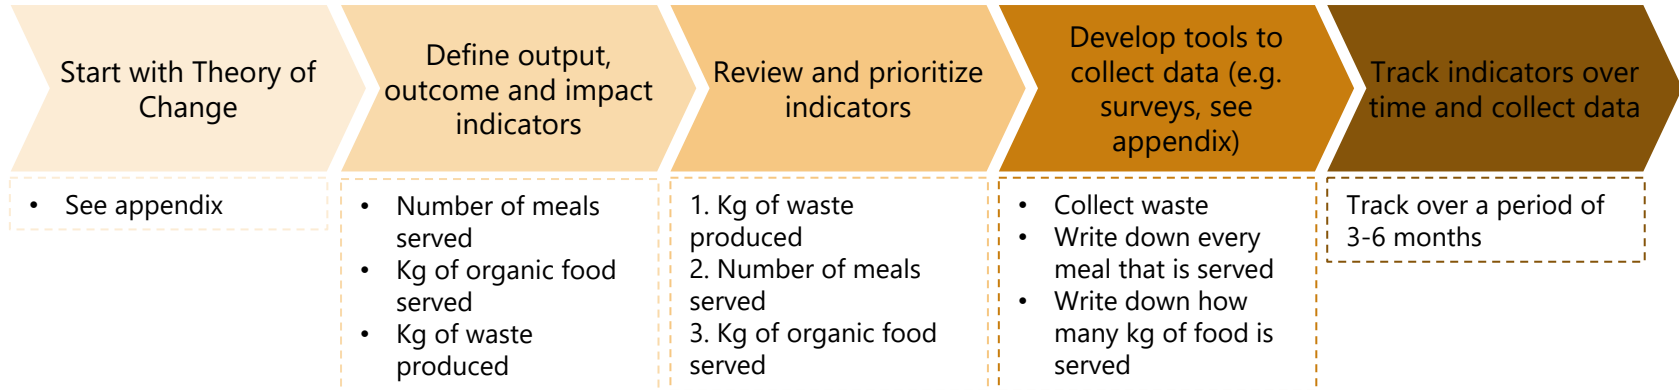 Start with Theory of
Change
Define output,
outcome and impact
indicators
Review and prioritize
indicators
Develop tools to
collect data (e.g.
surveys, see
appendix)
Track indicators over
time and collect data
• See appendix
• Number of meals
served
• Kg of organic food
served
• Kg of waste
produced
1. Kg of waste
produced
2. Number of meals
served
3. Kg of organic food
served
• Collect waste
• Write down every
meal that is served
• Write down how
many kg of food is
served
Track over a period of
3-6 months